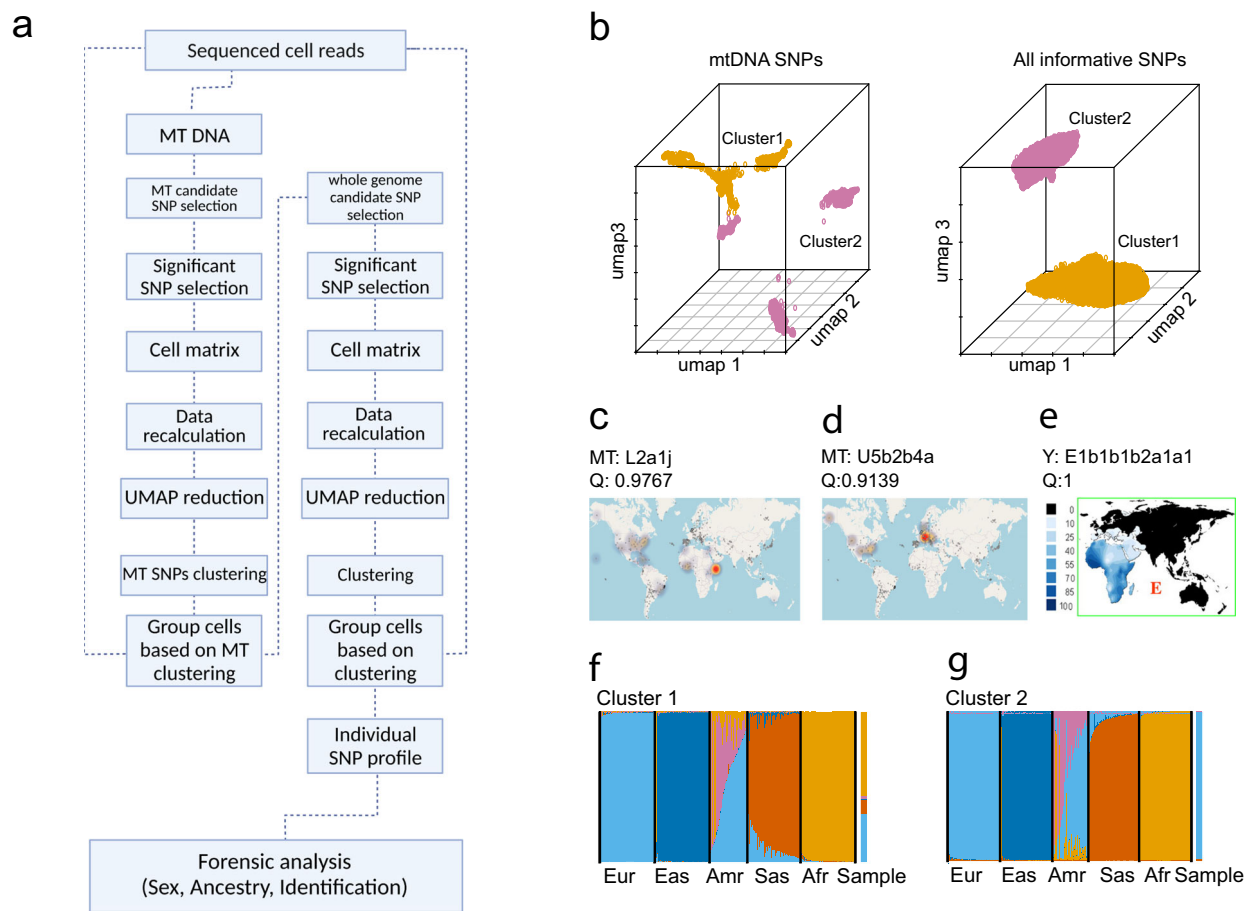 a
Sequenced cell reads
MT DNA
MT candidate
SNP selection
Significant
SNP selection
Cell matrix
Data
recalculation
UMAP reduction
MT SNPs clustering
Group cells
based on MT
clustering
whole genome
candidate SNP
selection
Significant
SNP selection
Cell matrix
Data
recalculation
UMAP reduction
Clustering
Group cells
based on
clustering
Individual
SNP profile
Forensic analysis
(Sex, Ancestry, Identification)
b
mtDNA SNPs
Cluster1
Cluster2
umap3
umap 1
umap 2
All informative SNPs
Cluster2
Cluster1
umap 3
umap 1
umap 2
c
MT: L2a1j
Q: 0.9767
d
MT: U5b2b4a
Q:0.9139
e
Y: E1b1b1b2a1a1
Q:1
0
10
25
40
55
70
85
100
E
f
Cluster 1
Eur Eas Amr Sas Afr Sample
g
Cluster 2
Eur Eas Amr Sas Afr Sample